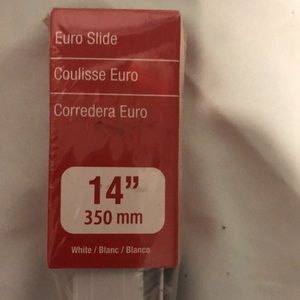 Euro Slide
Coulisse Euro
Corredera Euro
14”
350 mm
White / Blanc / Blanco